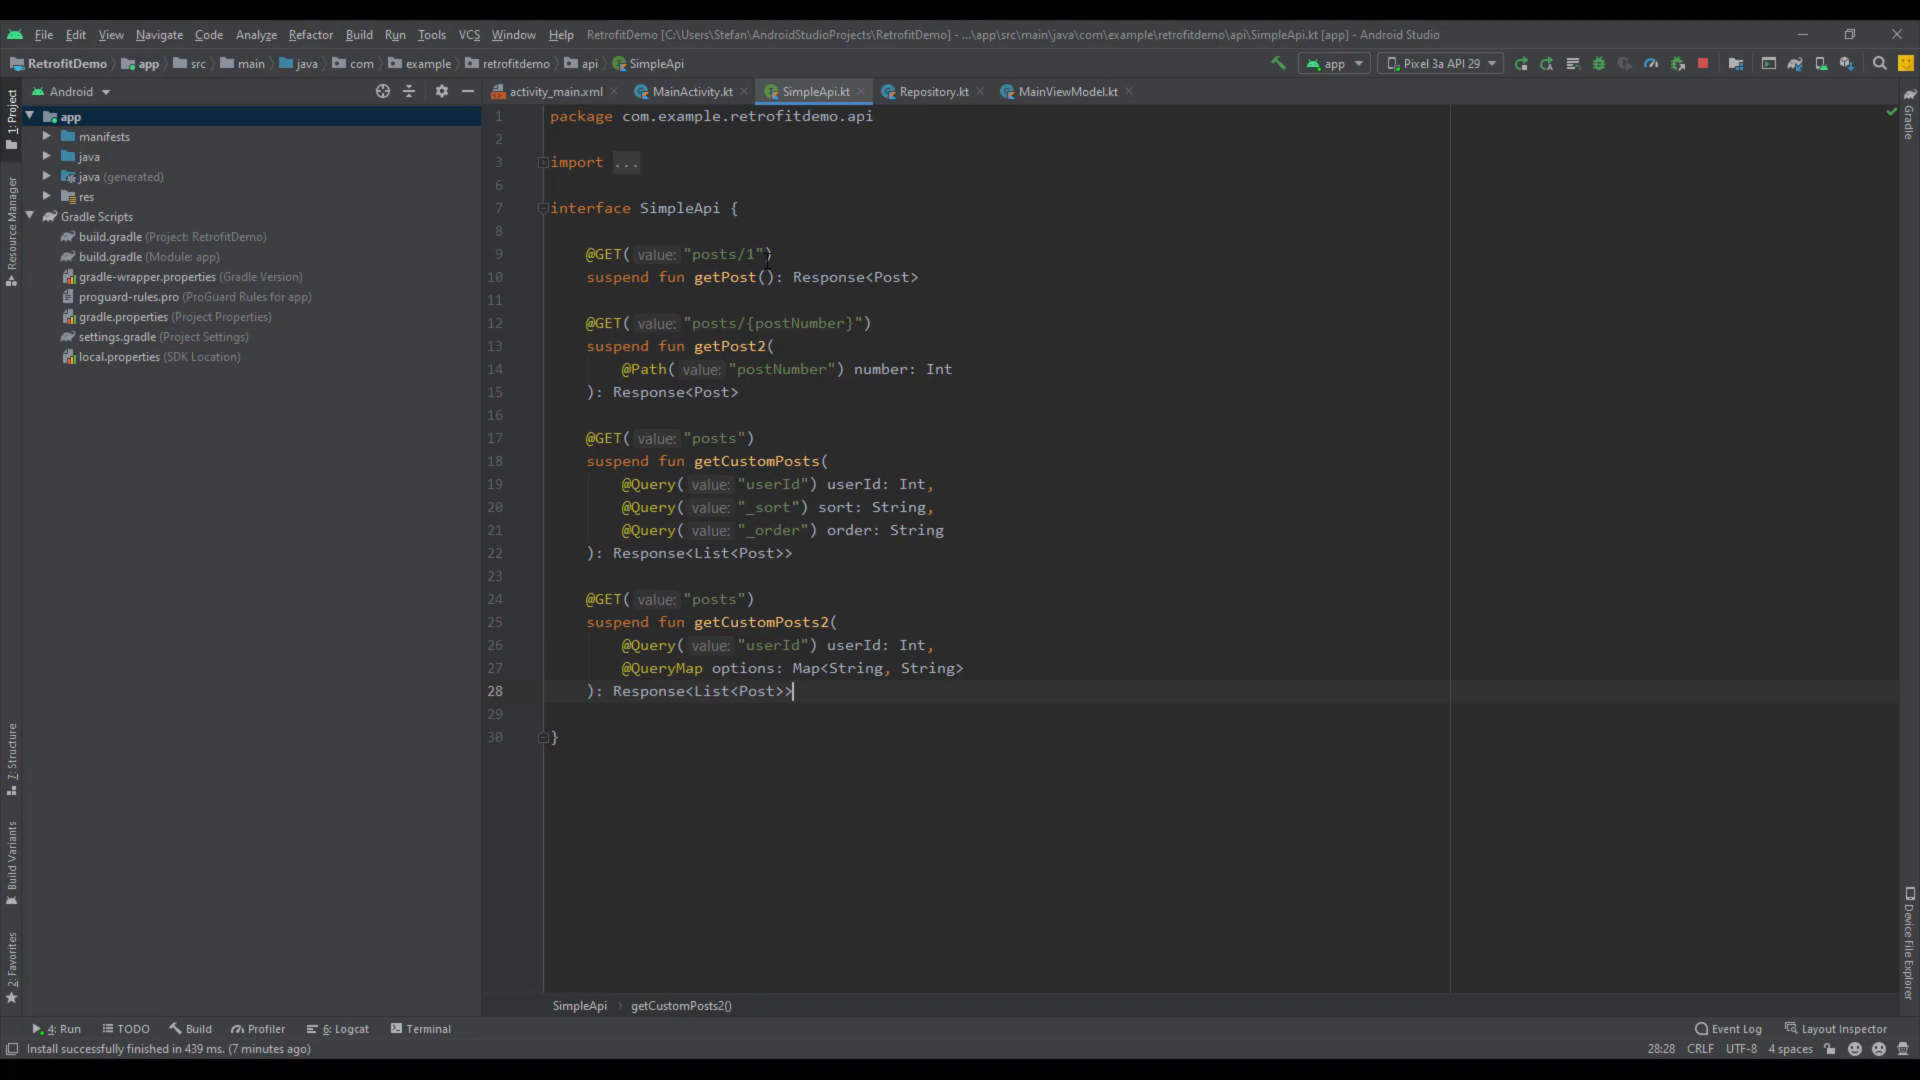 File Edit View Navigate Code Analyze Refactor Build Run Tools VCS Window Help RetrofitDemo [C:\Users\Stefan\AndroidStudioProjects\RetrofitDemo] - ...\app\src\main\java\com\example\retrofitdemo\api\SimpleApi.kt [app] - Android Studio
RetrofitDemo app src main java com example retrofitdemo api SimpleApi app Pixel 3a API 29
Android activity_main.xml MainActivity.kt SimpleApi.kt Repository.kt MainViewModel.kt
1: Project
Resource Manager
7: Structure
Build Variants
2: Favorites
app
manifests
java
java (generated)
res
Gradle Scripts
build.gradle (Project: RetrofitDemo)
build.gradle (Module: app)
gradle-wrapper.properties (Gradle Version)
proguard-rules.pro (ProGuard Rules for app)
gradle.properties (Project Properties)
settings.gradle (Project Settings)
local.properties (SDK Location)
1 package com.example.retrofitdemo.api
2
3 import ...
6
7 interface SimpleApi {
8
9 @GET( value: "posts/1")
10 suspend fun getPost(): Response<Post>
11
12 @GET( value: "posts/{postNumber}")
13 suspend fun getPost2(
14 @Path( value: "postNumber") number: Int
15 ): Response<Post>
16
17 @GET( value: "posts")
18 suspend fun getCustomPosts(
19 @Query( value: "userId") userId: Int,
20 @Query( value: "_sort") sort: String,
21 @Query( value: "_order") order: String
22 ): Response<List<Post>>
23
24 @GET( value: "posts")
25 suspend fun getCustomPosts2(
26 @Query( value: "userId") userId: Int,
27 @QueryMap options: Map<String, String>
28 ): Response<List<Post>>
29
30 }
Gradle
Device File Explorer
SimpleApi getCustomPosts2()
4: Run TODO Build Profiler 6: Logcat Terminal Event Log Layout Inspector
Install successfully finished in 439 ms. (7 minutes ago) 28:28 CRLF UTF-8 4 spaces